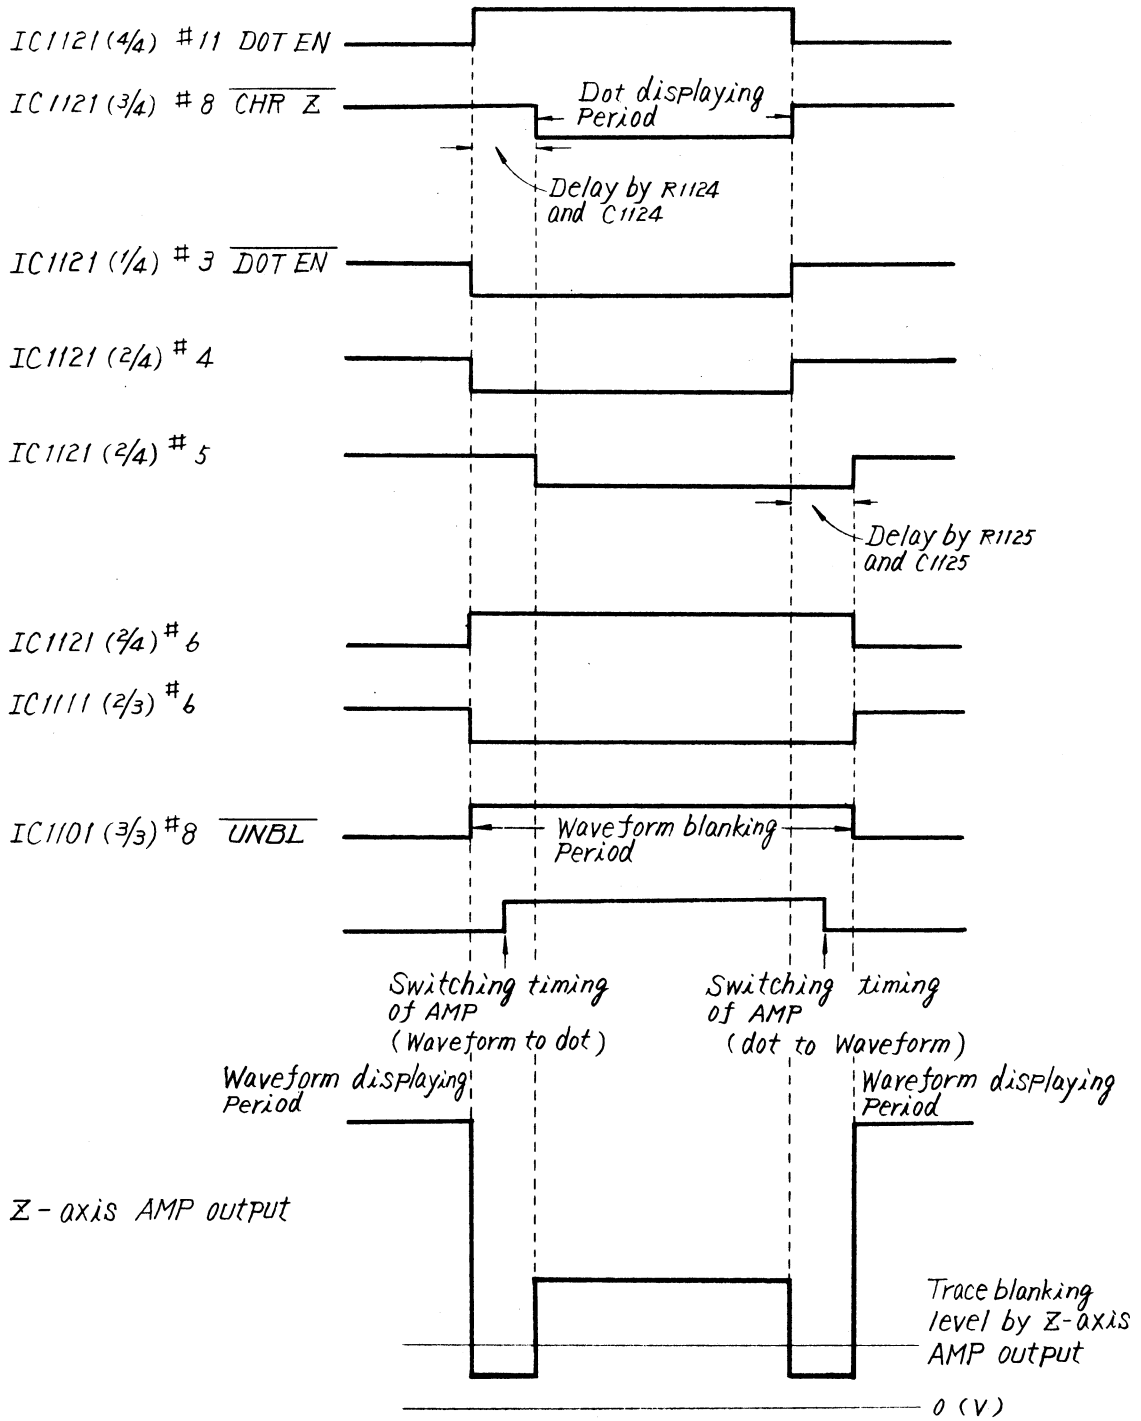 IC1121 (4/4) #11 DOT EN
IC1121 (3/4) #8 CHR Z
Dot displaying
Period
Delay by R1124
and C1124
IC1121 (1/4) #3 DOT EN
IC1121 (2/4) #4
IC1121 (2/4) #5
Delay by R1125
and C1125
IC1121 (2/4) #6
IC1111 (2/3) #6
IC1101 (3/3) #8 UNBL
Waveform blanking
Period
Switching timing
of AMP
(Waveform to dot)
Switching timing
of AMP
(dot to Waveform)
Waveform displaying
Period
Waveform displaying
Period
Z-axis AMP output
Trace blanking
level by Z-axis
AMP output
0 (V)